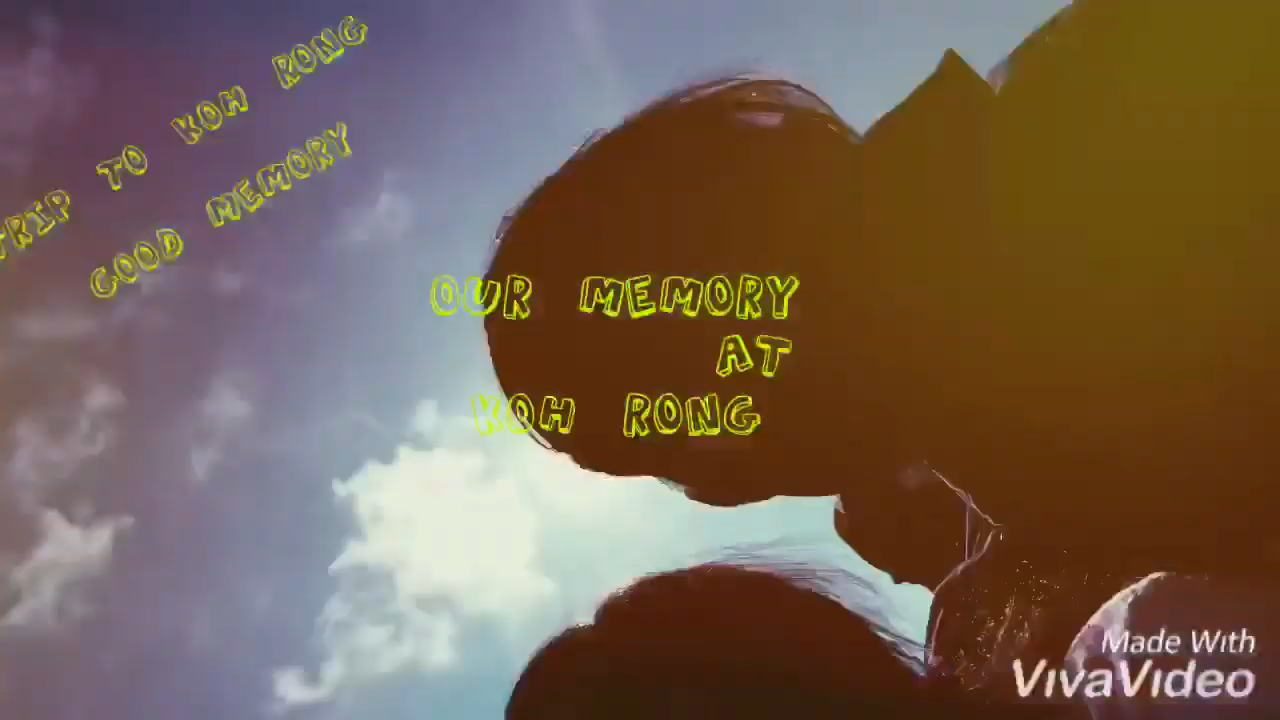 TRIP TO KOH RONG
GOOD MEMORY
OUR MEMORY
AT
KOH RONG
Made With
VivaVideo